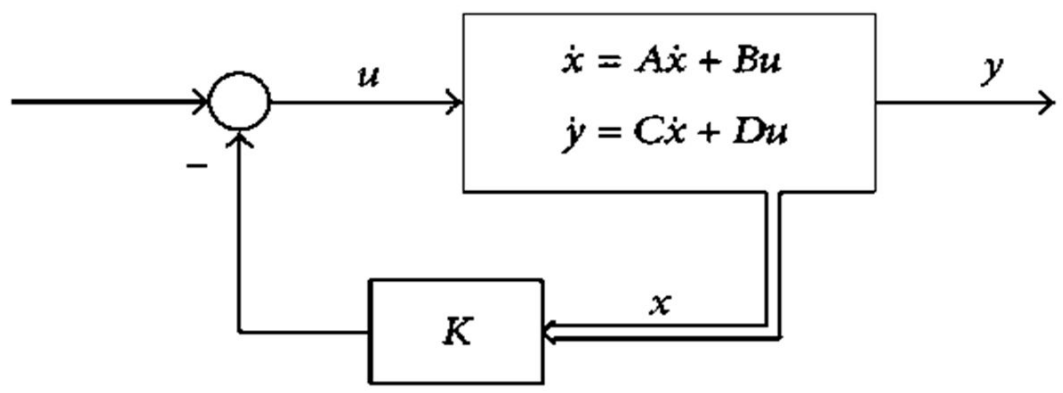 u
ẋ = Aẋ + Bu
ẏ = Cẋ + Du
y
−
K
x